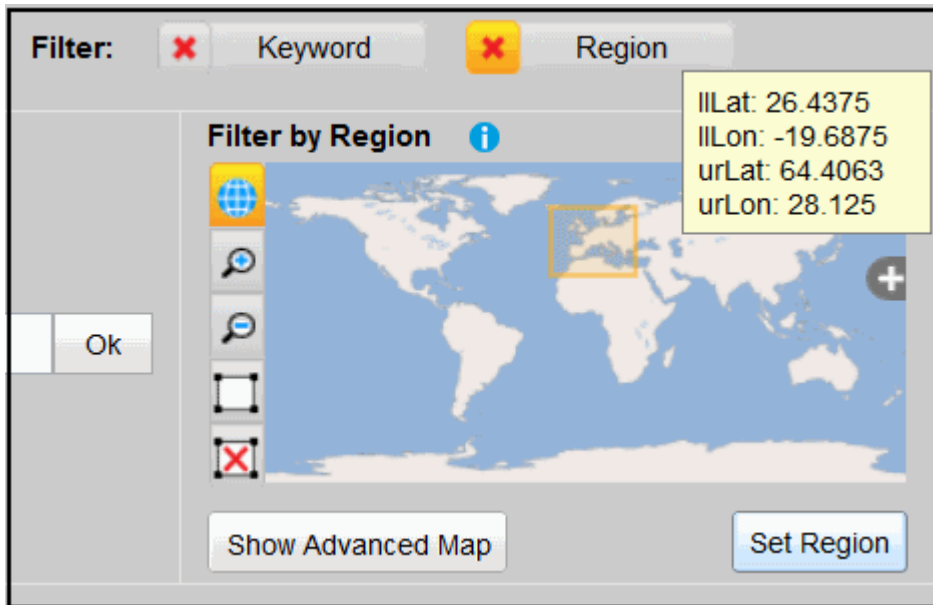 Filter:
Keyword
Region
llLat: 26.4375
llLon: -19.6875
urLat: 64.4063
urLon: 28.125
Filter by Region
Ok
Show Advanced Map
Set Region